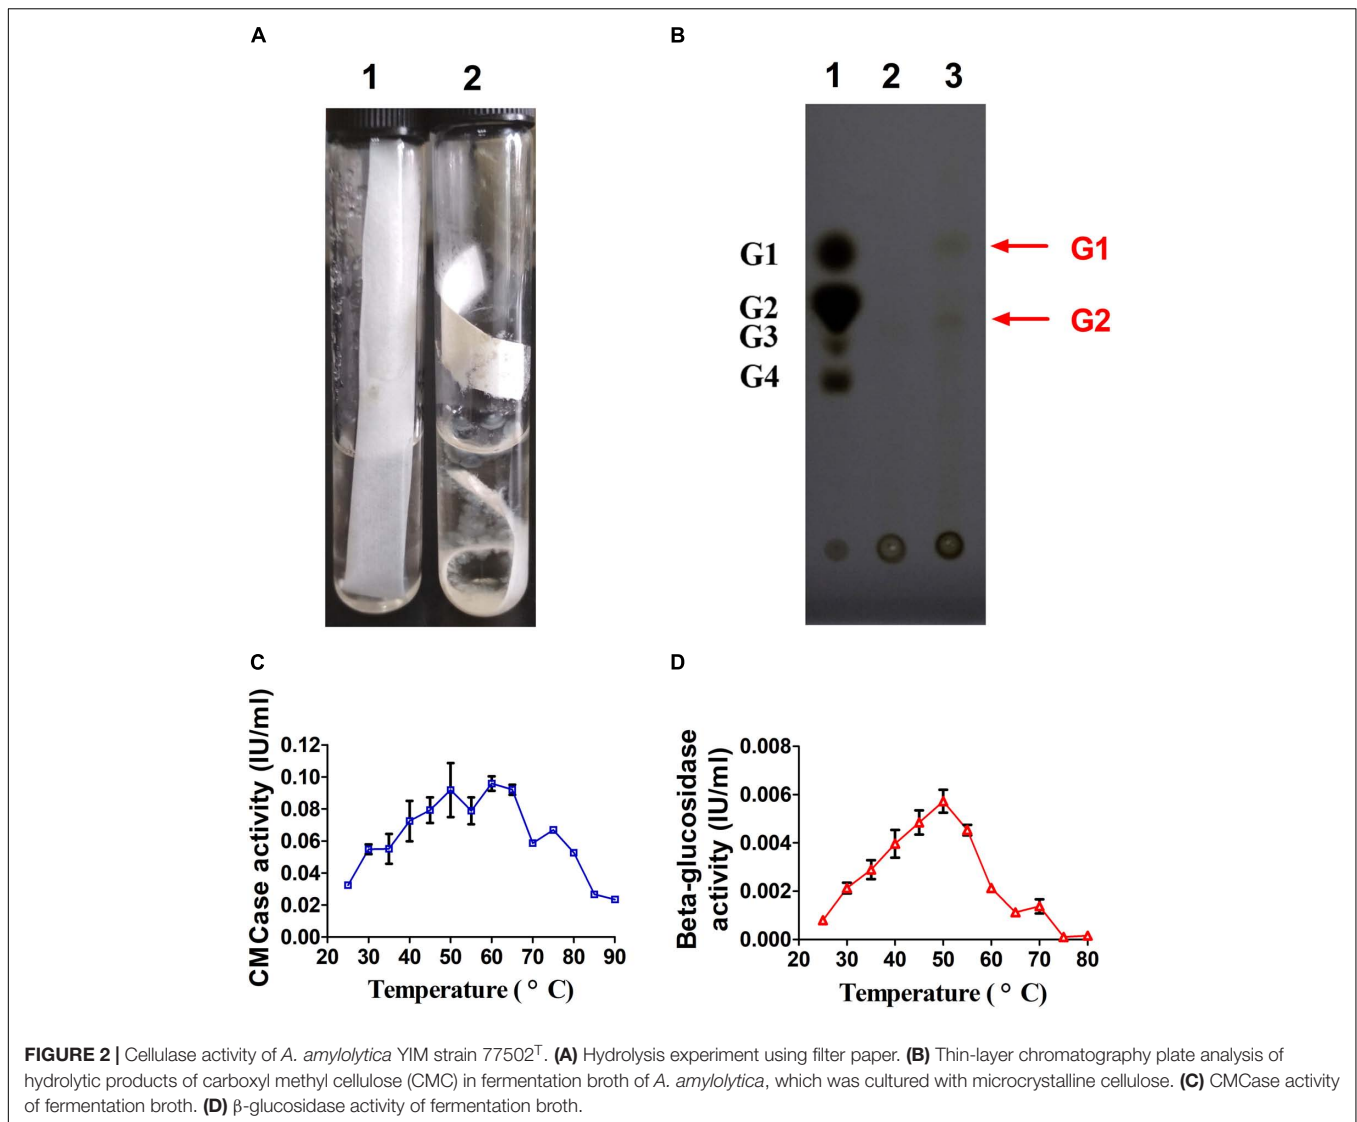 A
B
1 2
1 2 3
G1
G2
G3
G4
G1
G2
C
D
CMCase activity (IU/ml)
0.12
0.10
0.08
0.06
0.04
0.02
0.00
20 30 40 50 60 70 80 90
Temperature ( ° C)
Beta-glucosidase
activity (IU/ml)
0.008
0.006
0.004
0.002
0.000
20 30 40 50 60 70 80
Temperature ( ° C)
FIGURE 2 | Cellulase activity of A. amylolytica YIM strain 77502ᵀ. (A) Hydrolysis experiment using filter paper. (B) Thin-layer chromatography plate analysis of
hydrolytic products of carboxyl methyl cellulose (CMC) in fermentation broth of A. amylolytica, which was cultured with microcrystalline cellulose. (C) CMCase activity
of fermentation broth. (D) β-glucosidase activity of fermentation broth.